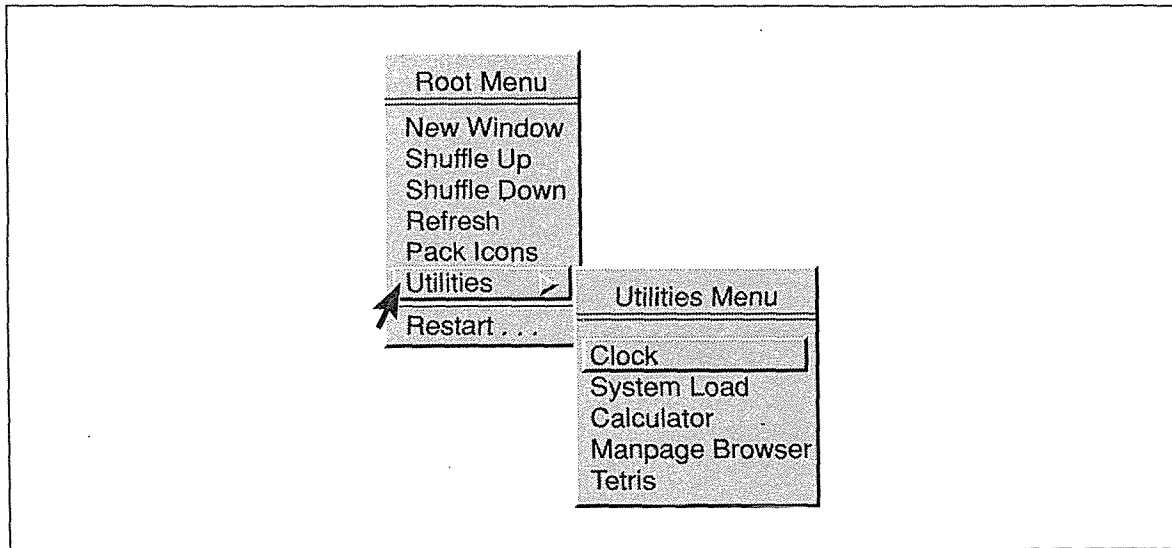 Root Menu
New Window
Shuffle Up
Shuffle Down
Refresh
Pack Icons
Utilities
Restart . . .
Utilities Menu
Clock
System Load
Calculator
Manpage Browser
Tetris